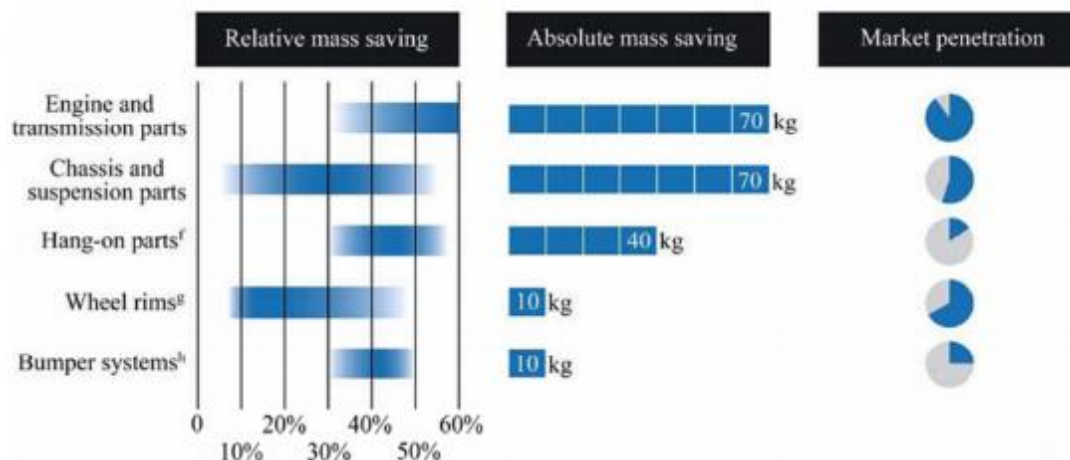 Relative mass saving
Absolute mass saving
Market penetration
Engine and
transmission parts
70 kg
Chassis and
suspension parts
70 kg
Hang-on partsᶠ
40 kg
Wheel rimsᵍ
10 kg
Bumper systemsʰ
10 kg
0 20% 40% 60%
10% 30% 50%